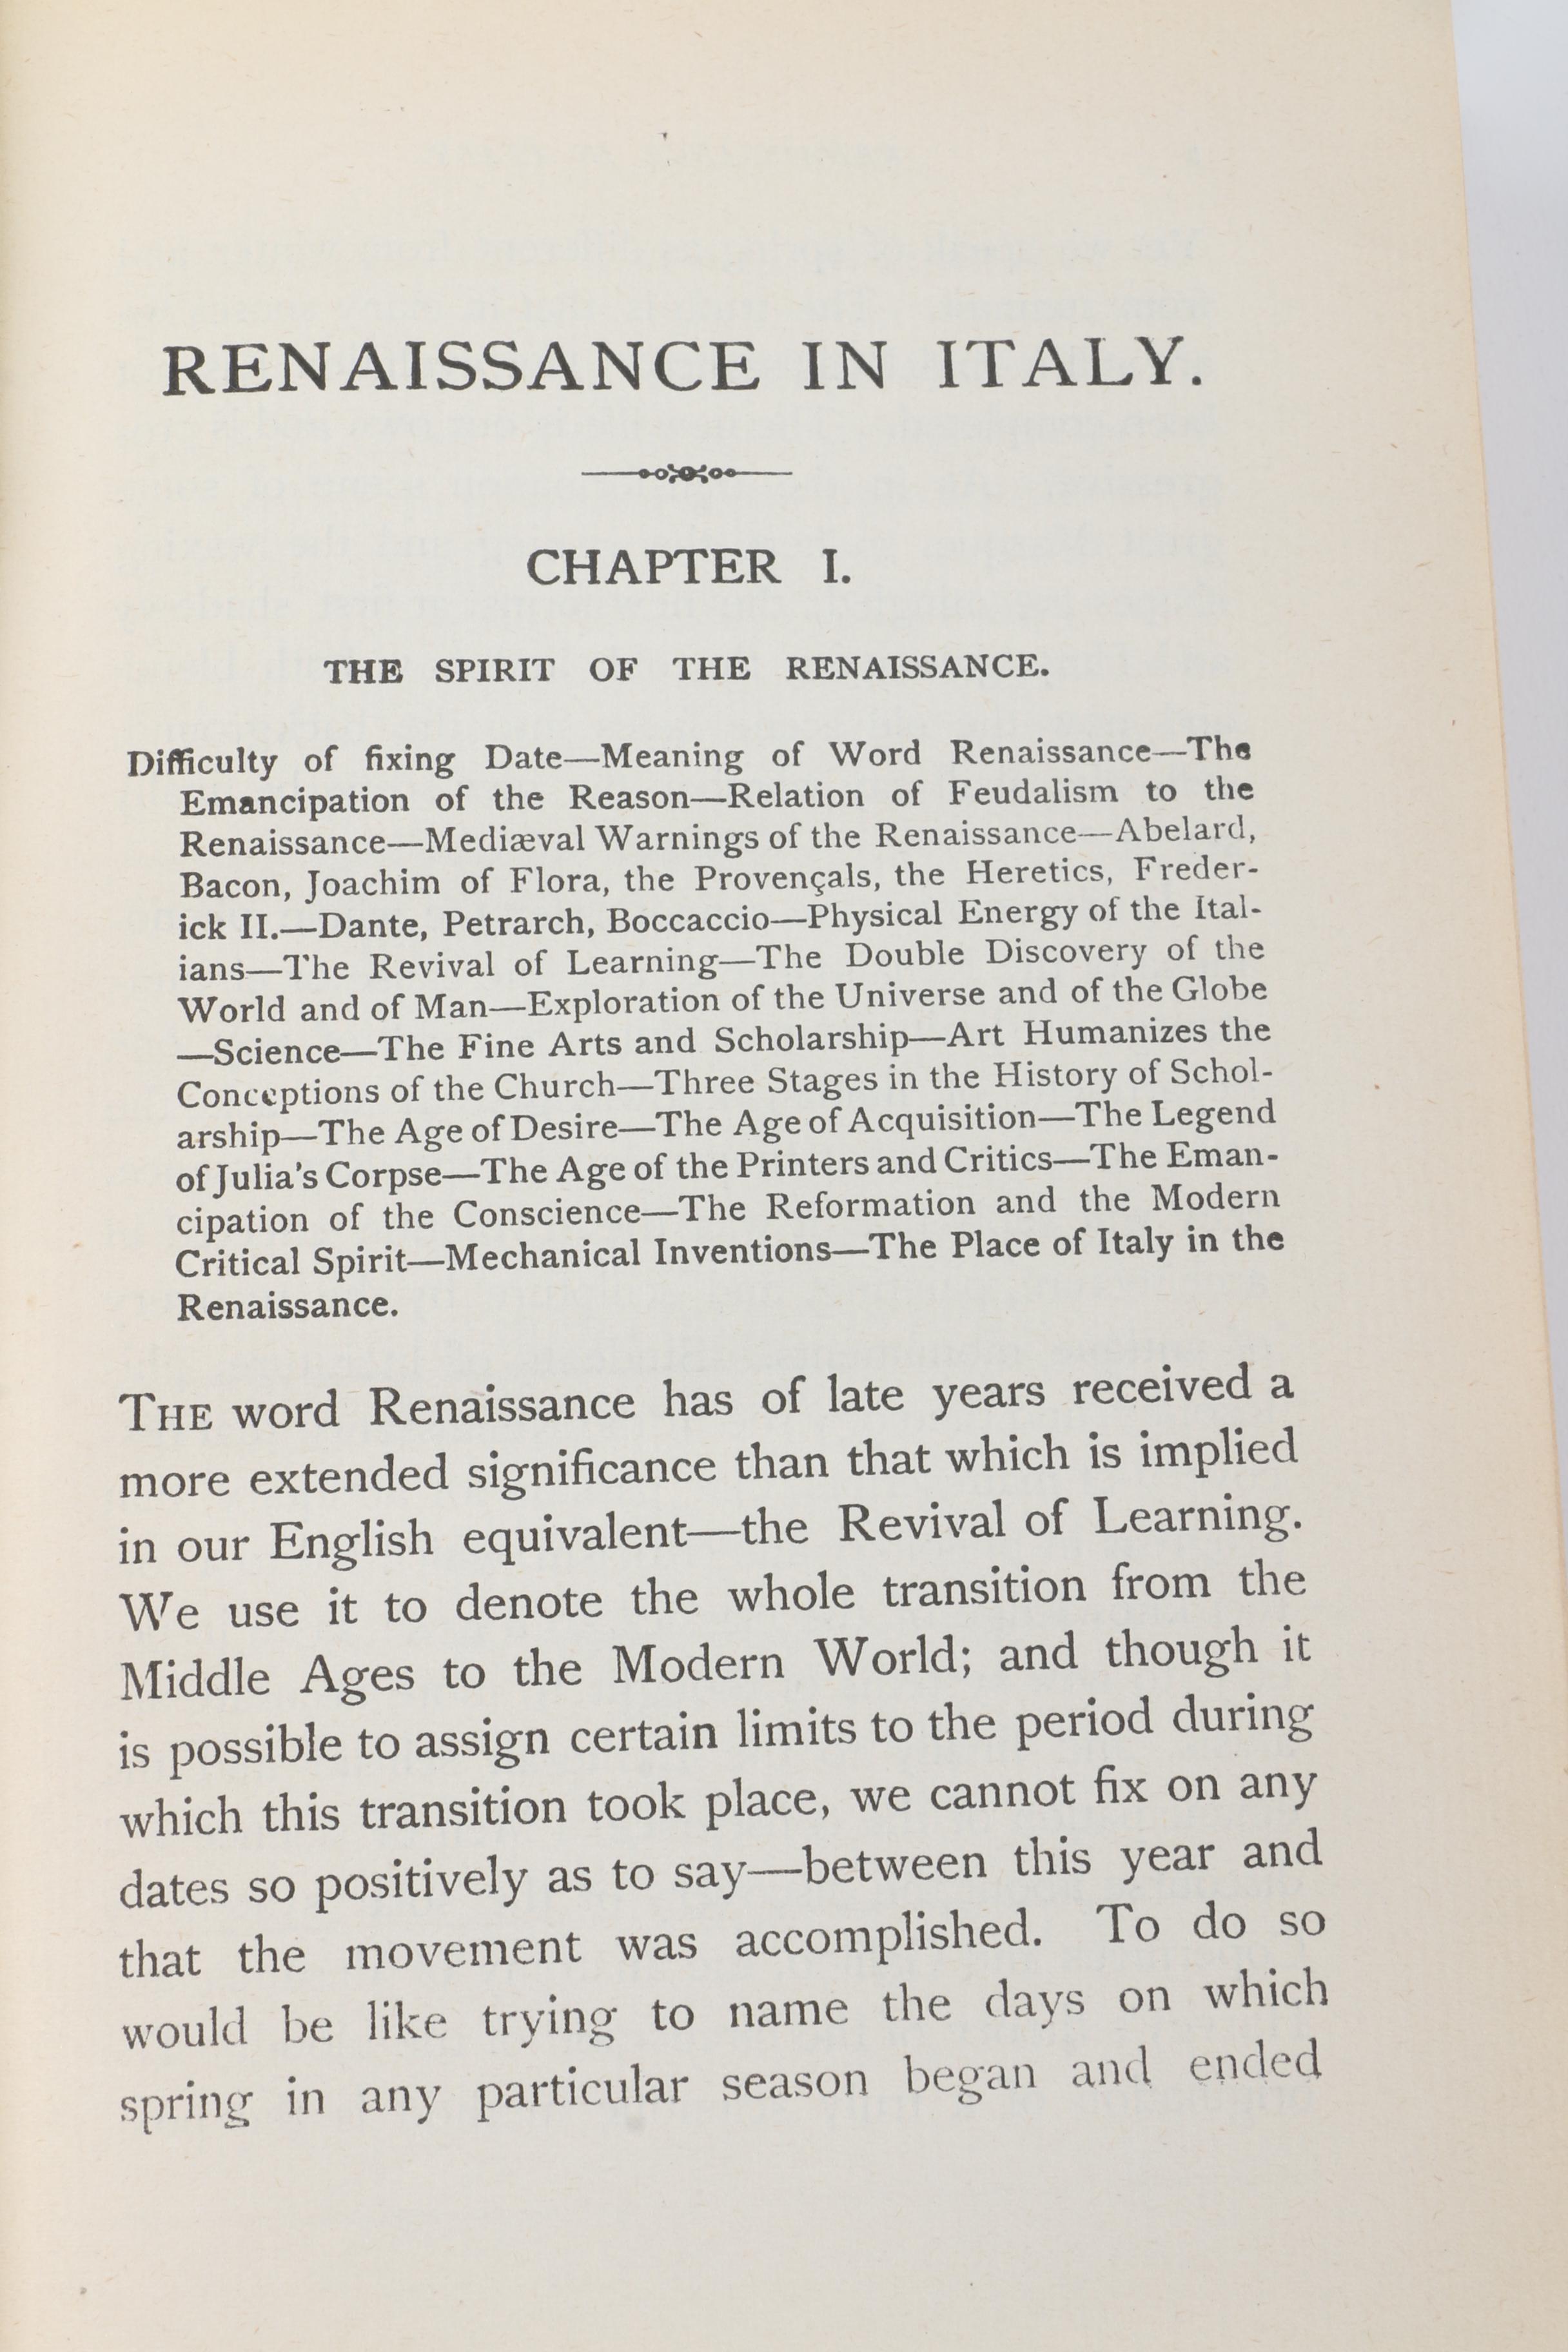 RENAISSANCE IN ITALY.
CHAPTER I.
THE SPIRIT OF THE RENAISSANCE.
Difficulty of fixing Date—Meaning of Word Renaissance—The
Emancipation of the Reason—Relation of Feudalism to the
Renaissance—Mediæval Warnings of the Renaissance—Abelard,
Bacon, Joachim of Flora, the Provençals, the Heretics, Freder-
ick II.—Dante, Petrarch, Boccaccio—Physical Energy of the Ital-
ians—The Revival of Learning—The Double Discovery of the
World and of Man—Exploration of the Universe and of the Globe
—Science—The Fine Arts and Scholarship—Art Humanizes the
Conceptions of the Church—Three Stages in the History of Schol-
arship—The Age of Desire—The Age of Acquisition—The Legend
of Julia's Corpse—The Age of the Printers and Critics—The Eman-
cipation of the Conscience—The Reformation and the Modern
Critical Spirit—Mechanical Inventions—The Place of Italy in the
Renaissance.
THE word Renaissance has of late years received a
more extended significance than that which is implied
in our English equivalent—the Revival of Learning.
We use it to denote the whole transition from the
Middle Ages to the Modern World; and though it
is possible to assign certain limits to the period during
which this transition took place, we cannot fix on any
dates so positively as to say—between this year and
that the movement was accomplished. To do so
would be like trying to name the days on which
spring in any particular season began and ended